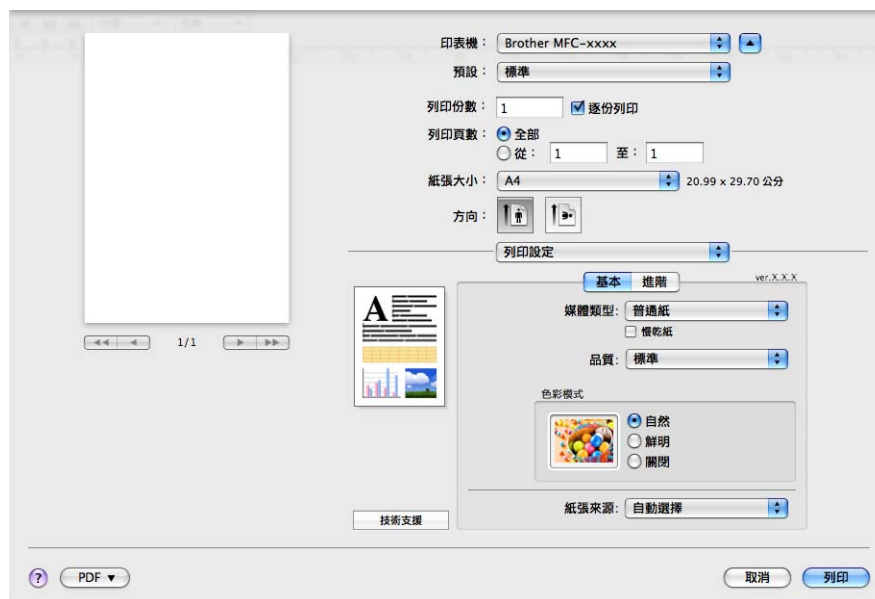 印表機： Brother MFC-xxxx
預設： 標準
列印份數： 1 逐份列印
列印頁數： 全部
從： 1 至： 1
紙張大小： A4 20.99 x 29.70 公分
方向：
列印設定
基本 進階 ver.X.X.X
媒體類型: 普通紙
慢乾紙
品質: 標準
色彩模式
自然
鮮明
關閉
紙張來源: 自動選擇
技術支援
1/1
A
? PDF ▼ 取消 列印